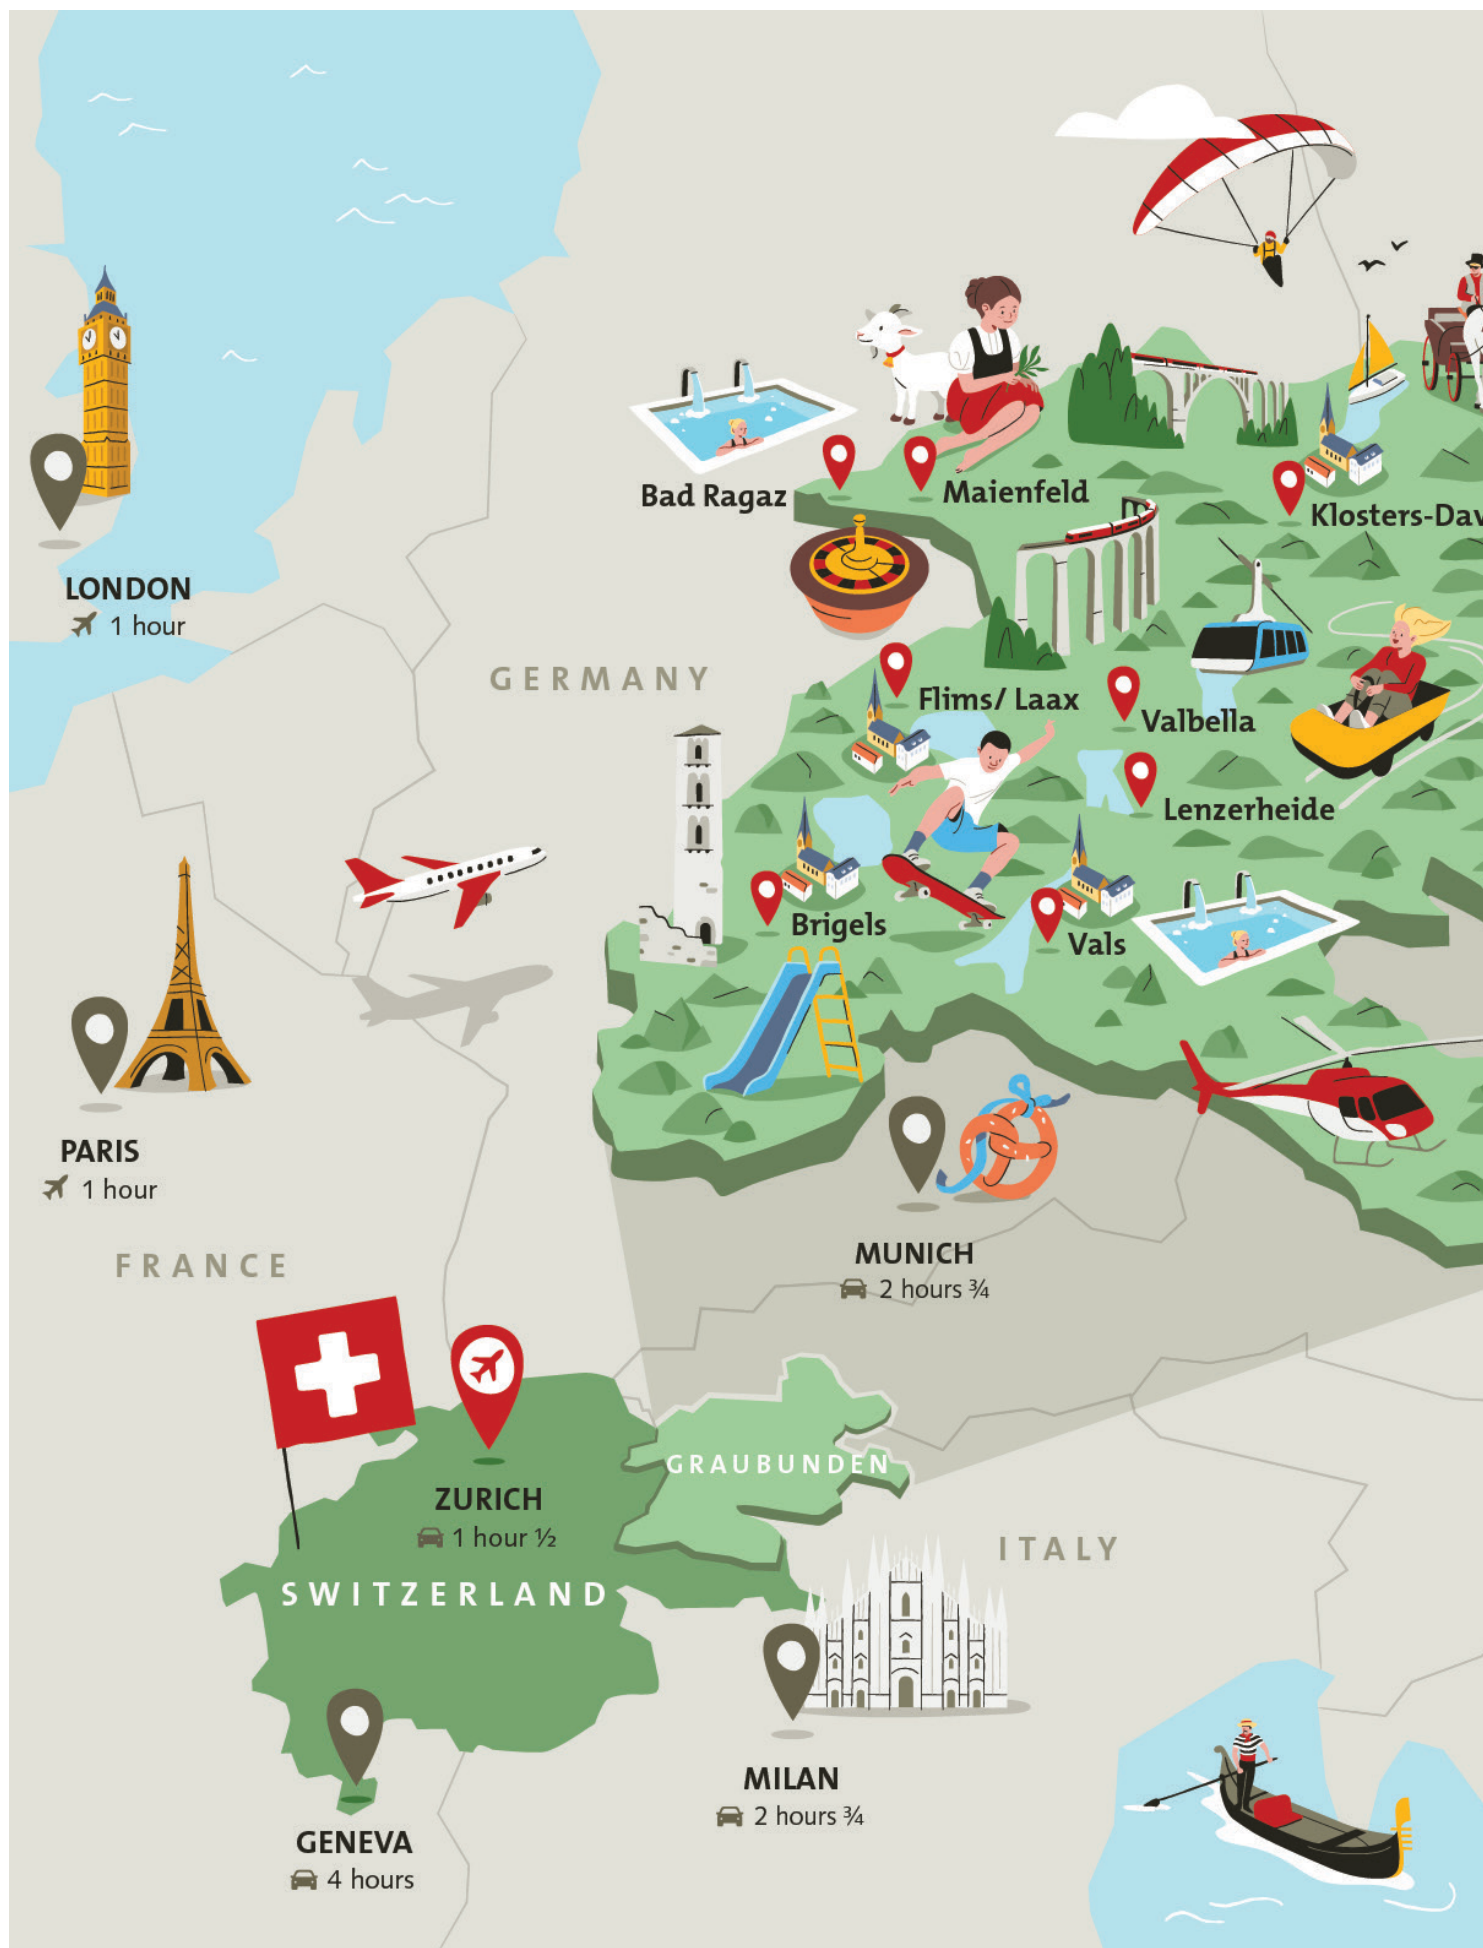 Bad Ragaz
Maienfeld
Klosters-Dav
LONDON
1 hour
GERMANY
Flims/ Laax
Valbella
Lenzerheide
Brigels
Vals
PARIS
1 hour
FRANCE
MUNICH
2 hours ¾
GRAUBUNDEN
ZURICH
1 hour ½
ITALY
SWITZERLAND
MILAN
2 hours ¾
GENEVA
4 hours